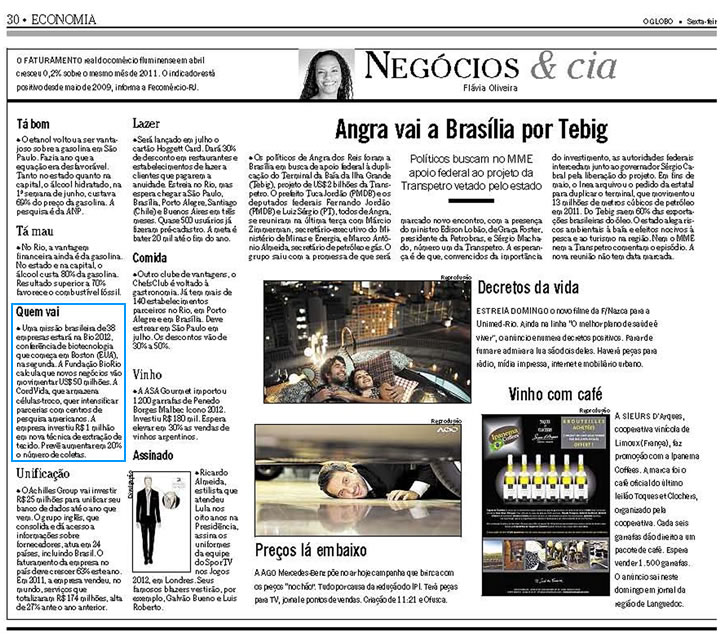 30 • ECONOMIA
O GLOBO • Sexta-feir
O FATURAMENTO real do comércio fluminense em abril
cresceu 0,2% sobre o mesmo mês de 2011. O indicador está
positivo desde maio de 2009, informa a Fecomércio-RJ.
NEGÓCIOS & cia
Flávia Oliveira
Tá bom
• O etanol voltou a ser vanta-
joso sobre a gasolina em São
Paulo. Fazia ano que a
equação era desfavorável.
Tanto no estado quanto na
capital, o álcool hidratado, na
1ª semana de junho, custava
69% do preço da gasolina. A
pesquisa é da ANP.
Tá mau
• No Rio, a vantagem
financeira ainda é da gasolina.
No estado e na capital, o
álcool custa 80% da gasolina.
Resultado superior a 70%
favorece o combustível fóssil.
Quem vai
• Uma missão brasileira de 38
empresas estará na Bio 2012,
conferência de biotecnologia
que começa em Boston (EUA),
na segunda. A Fundação BioRio
calcula que novos negócios vão
movimentar US$ 50 milhões. A
CordVida, que armazena
células-tronco, quer intensificar
parcerias com centros de
pesquisa americanos. A
empresa investiu R$ 1 milhão
em nova técnica de extração de
tecido. Prevê aumentar em 20%
o número de coletas.
Unificação
• O Achilles Group vai investir
R$ 25 milhões para unificar seu
banco de dados até o ano que
vem. O grupo inglês, que
consolida e dá acesso a
informações sobre
fornecedores, atua em 24
países, incluindo Brasil. O
faturamento da empresa no
país deve crescer 63% este ano.
Em 2011, a empresa vendeu, no
mundo, serviços que
totalizaram R$ 174 milhões, alta
de 27% ante o ano anterior.
Lazer
• Será lançado em julho o
cartão Hoggett Card. Dará 30%
de desconto em restaurantes e
estabelecimentos de lazer a
clientes que pagarem a
anuidade. Estreia no Rio, mas
espera chegar a São Paulo,
Brasília, Porto Alegre, Santiago
(Chile) e Buenos Aires em três
meses. Quase 500 usuários já
fizeram pré-cadastro. A meta é
bater 20 mil até o fim do ano.
Comida
• Outro clube de vantagens, o
ChefsClub é voltado à
gastronomia. Já tem mais de
140 estabelecimentos
parceiros no Rio, em Porto
Alegre e em Brasília. Deve
estrear em São Paulo em
julho. Os descontos vão de
30% a 50%.
Vinho
• A ASA Gourmet importou
1.200 garrafas de Penedo
Borges Malbec Icono 2012.
Investiu R$ 180 mil. Espera
elevar em 30% as vendas de
vinhos argentinos.
Assinado
Divulgação
• Ricardo
Almeida,
estilista que
atendeu
Lula nos
oito anos na
Presidência,
assina os
uniformes
da equipe
do SporTV
nos Jogos
2012, em Londres. Seus
famosos blazers vestirão, por
exemplo, Galvão Bueno e Luis
Roberto.
Angra vai a Brasília por Tebig
• Os políticos de Angra dos Reis foram a
Brasília em busca de apoio federal à dupli-
cação do Terminal da Baía da Ilha Grande
(Tebig), projeto de US$ 2 bilhões da Trans-
petro. O prefeito Tuca Jordão (PMDB) e os
deputados federais Fernando Jordão
(PMDB) e Luiz Sérgio (PT), todos de Angra,
se reuniram na última terça com Márcio
Zimmerman, secretário-executivo do Mi-
nistério de Minas e Energia, e Marco Antô-
nio Almeida, secretário de petróleo e gás. O
grupo saiu com a promessa de que será
Políticos buscam no MME
apoio federal ao projeto da
Transpetro vetado pelo estado
marcado novo encontro, com a presença
do ministro Edison Lobão, de Graça Foster,
presidente da Petrobras, e Sérgio Macha-
do, número um da Transpetro. A esperan-
ça é de que, convencidos da importância
do investimento, as autoridades federais
intercedam junto ao governador Sérgio Ca-
bral pela liberação do projeto. Em fins de
maio, o Inea arquivou o pedido da estatal
para duplicar o terminal, que movimentou
13 milhões de metros cúbicos de petróleo
em 2011. Do Tebig saem 60% das exporta-
ções brasileiras do óleo. O estado alega ris-
cos ambientais à baía e efeitos nocivos à
pesca e ao turismo na região. Nem o MME
nem a Transpetro comentam o episódio. A
nova reunião não tem data marcada.
Reprodução
Decretos da vida
ESTREIA DOMINGO o novo filme da F/Nazca para a
Unimed-Rio. Ainda na linha "O melhor plano de saúde é
viver", o anúncio enumera decretos positivos. Parar de
fumar e admirar a lua são dois deles. Haverá peças para
rádio, mídia impressa, internet e mobiliário urbano.
Reprodução
AGO
Preços lá embaixo
A AGO Mercedes-Benz põe no ar hoje campanha que brinca com
os preços "no chão". Tudo por causa da redução do IPI. Terá peças
para TV, jornal e pontos de vendas. Criação de 11:21 e Ofusca.
Vinho com café
Reprodução
Ipanema
Coffees
BOUTEILLES
ACHETÉES
A SIEURS D'Arques,
cooperativa vinícola de
Limoux (França), faz
promoção com a Ipanema
Coffees. A marca foi o
café oficial do último
leilão Toques et Clochers,
organizado pela
cooperativa. Cada seis
garrafas dão direito a um
pacote de café. Espera
vender 1.500 garrafas.
O anúncio sai neste
domingo em jornal da
região de Languedoc.